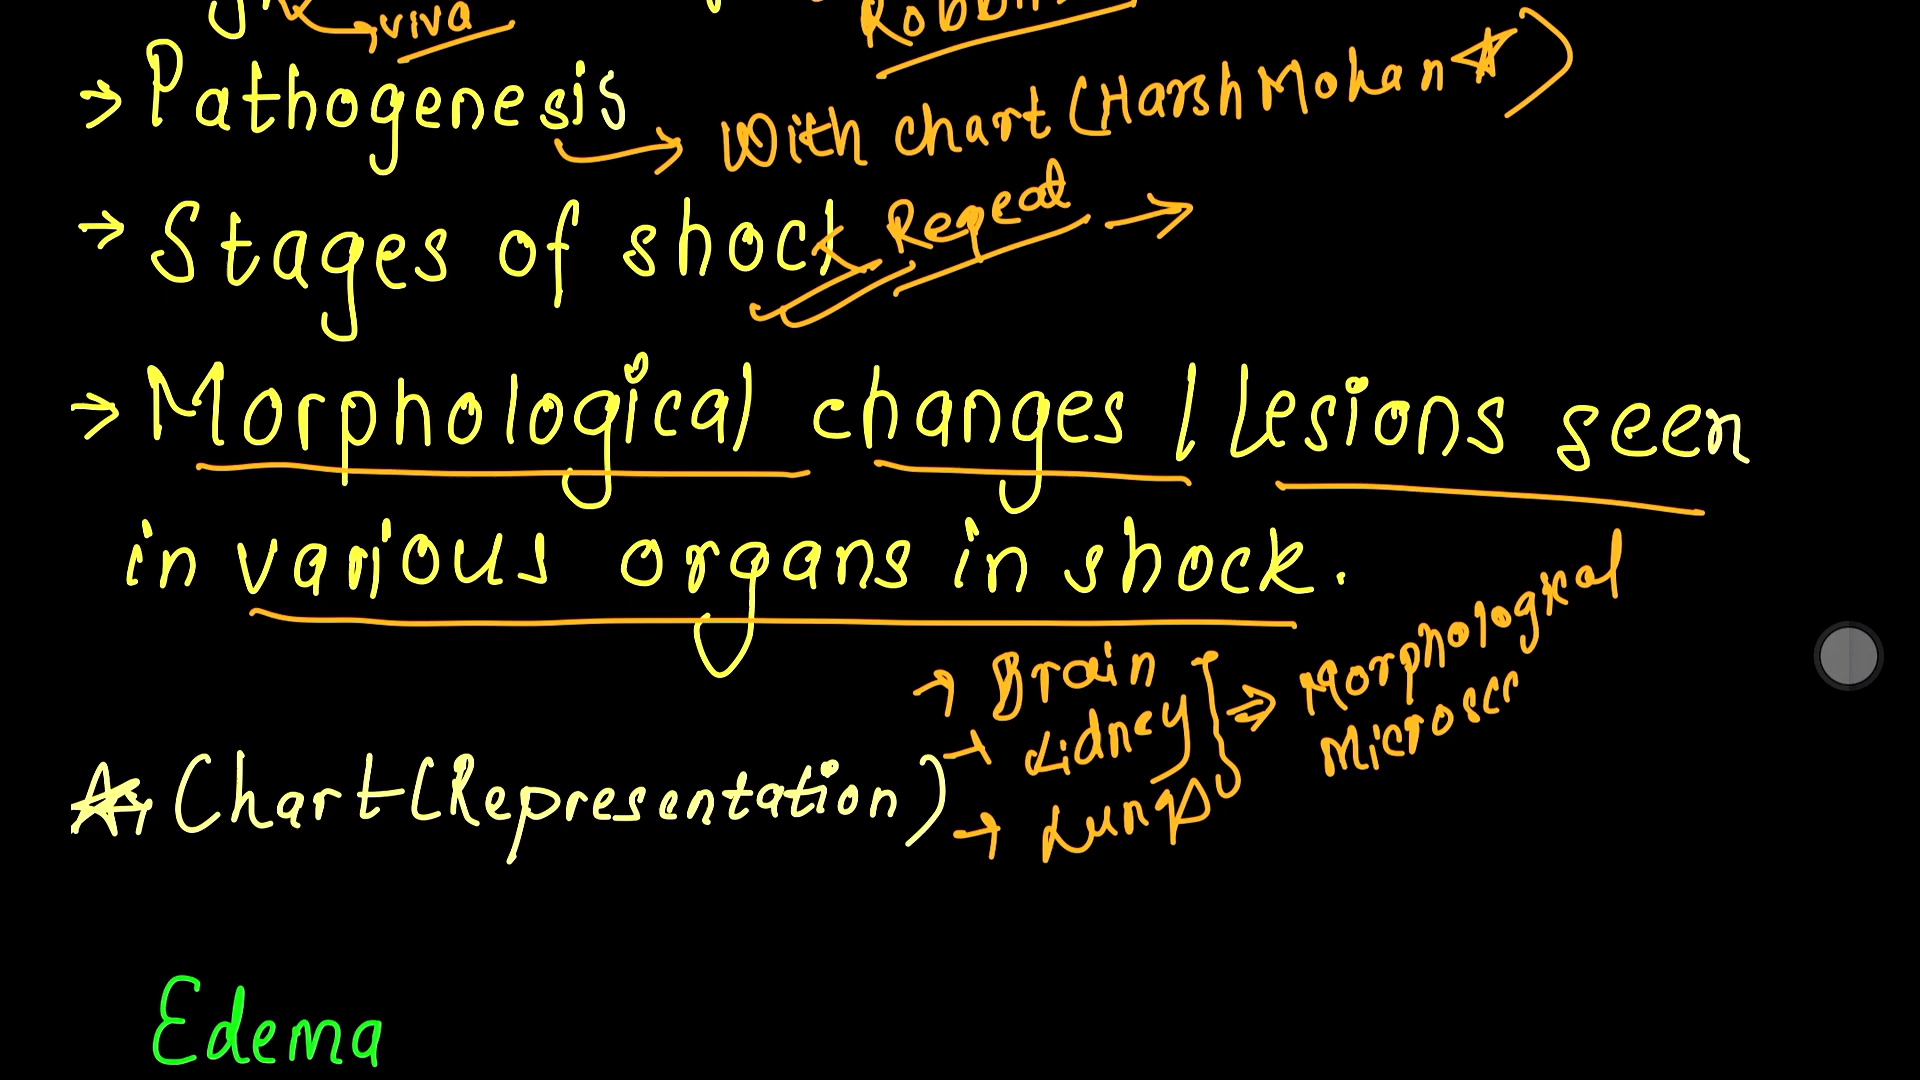 viva
→ Pathogenesis → With chart (Harsh Mohan ☆)
→ Stages of shock Repeat →
→ Morphological changes / Lesions seen
in various organs in shock.
→ Brain
→ Kidney
→ Lungs
⇒ Morphological
Chart (Representation)
Edema